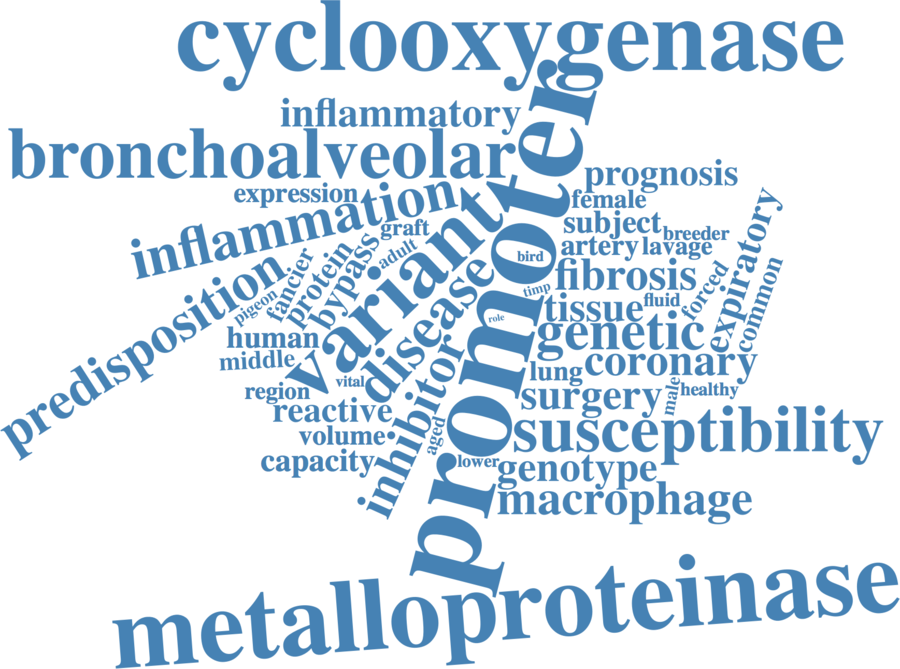 cyclooxygenase
inflammatory
promoter
bronchoalveolar
prognosis
expression
inflammation
female
variant
graft
subject
breeder
expiratory
adult
artery
lavage
bird
predisposition
pigeon
fancier
protein
bypass
disease
fibrosis
forced
common
timp
tissue
fluid
role
human
genetic
middle
inhibitor
lung
coronary
vital
region
surgery
male
healthy
reactive
volume
aged
susceptibility
capacity
lower
genotype
macrophage
metalloproteinase